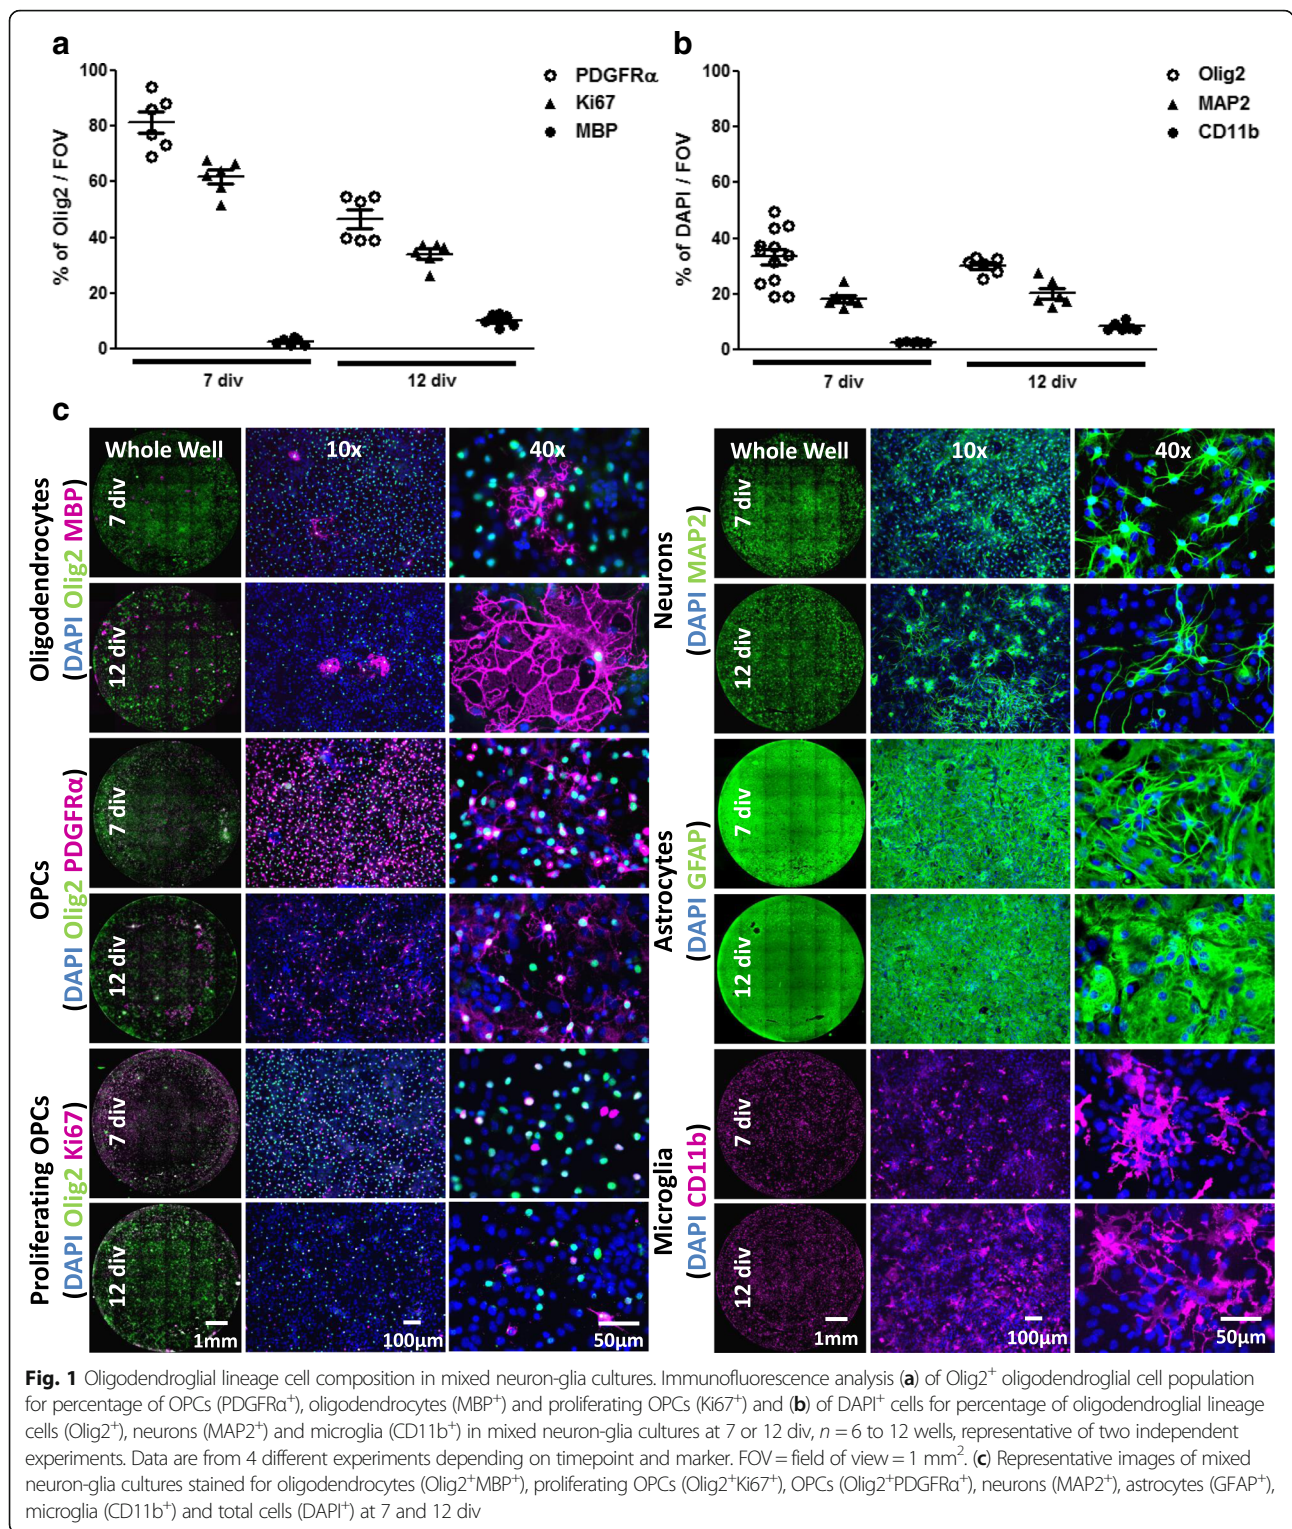 a
100
80
60
40
20
0
% of Olig2 / FOV
PDGFRα
Ki67
MBP
7 div
12 div
b
100
80
60
40
20
0
% of DAPI / FOV
Olig2
MAP2
CD11b
7 div
12 div
c
Oligodendrocytes
(DAPI Olig2 MBP)
Whole Well
10x
40x
7 div
12 div
OPCs
(DAPI Olig2 PDGFRα)
7 div
12 div
Proliferating OPCs
(DAPI Olig2 Ki67)
7 div
12 div
1mm
100µm
50µm
Neurons
(DAPI MAP2)
Whole Well
10x
40x
7 div
12 div
Astrocytes
(DAPI GFAP)
7 div
12 div
Microglia
(DAPI CD11b)
7 div
12 div
1mm
100µm
50µm
Fig. 1 Oligodendroglial lineage cell composition in mixed neuron-glia cultures. Immunofluorescence analysis (a) of Olig2⁺ oligodendroglial cell population
for percentage of OPCs (PDGFRα⁺), oligodendrocytes (MBP⁺) and proliferating OPCs (Ki67⁺) and (b) of DAPI⁺ cells for percentage of oligodendroglial lineage
cells (Olig2⁺), neurons (MAP2⁺) and microglia (CD11b⁺) in mixed neuron-glia cultures at 7 or 12 div, n = 6 to 12 wells, representative of two independent
experiments. Data are from 4 different experiments depending on timepoint and marker. FOV = field of view = 1 mm². (c) Representative images of mixed
neuron-glia cultures stained for oligodendrocytes (Olig2⁺MBP⁺), proliferating OPCs (Olig2⁺Ki67⁺), OPCs (Olig2⁺PDGFRα⁺), neurons (MAP2⁺), astrocytes (GFAP⁺),
microglia (CD11b⁺) and total cells (DAPI⁺) at 7 and 12 div